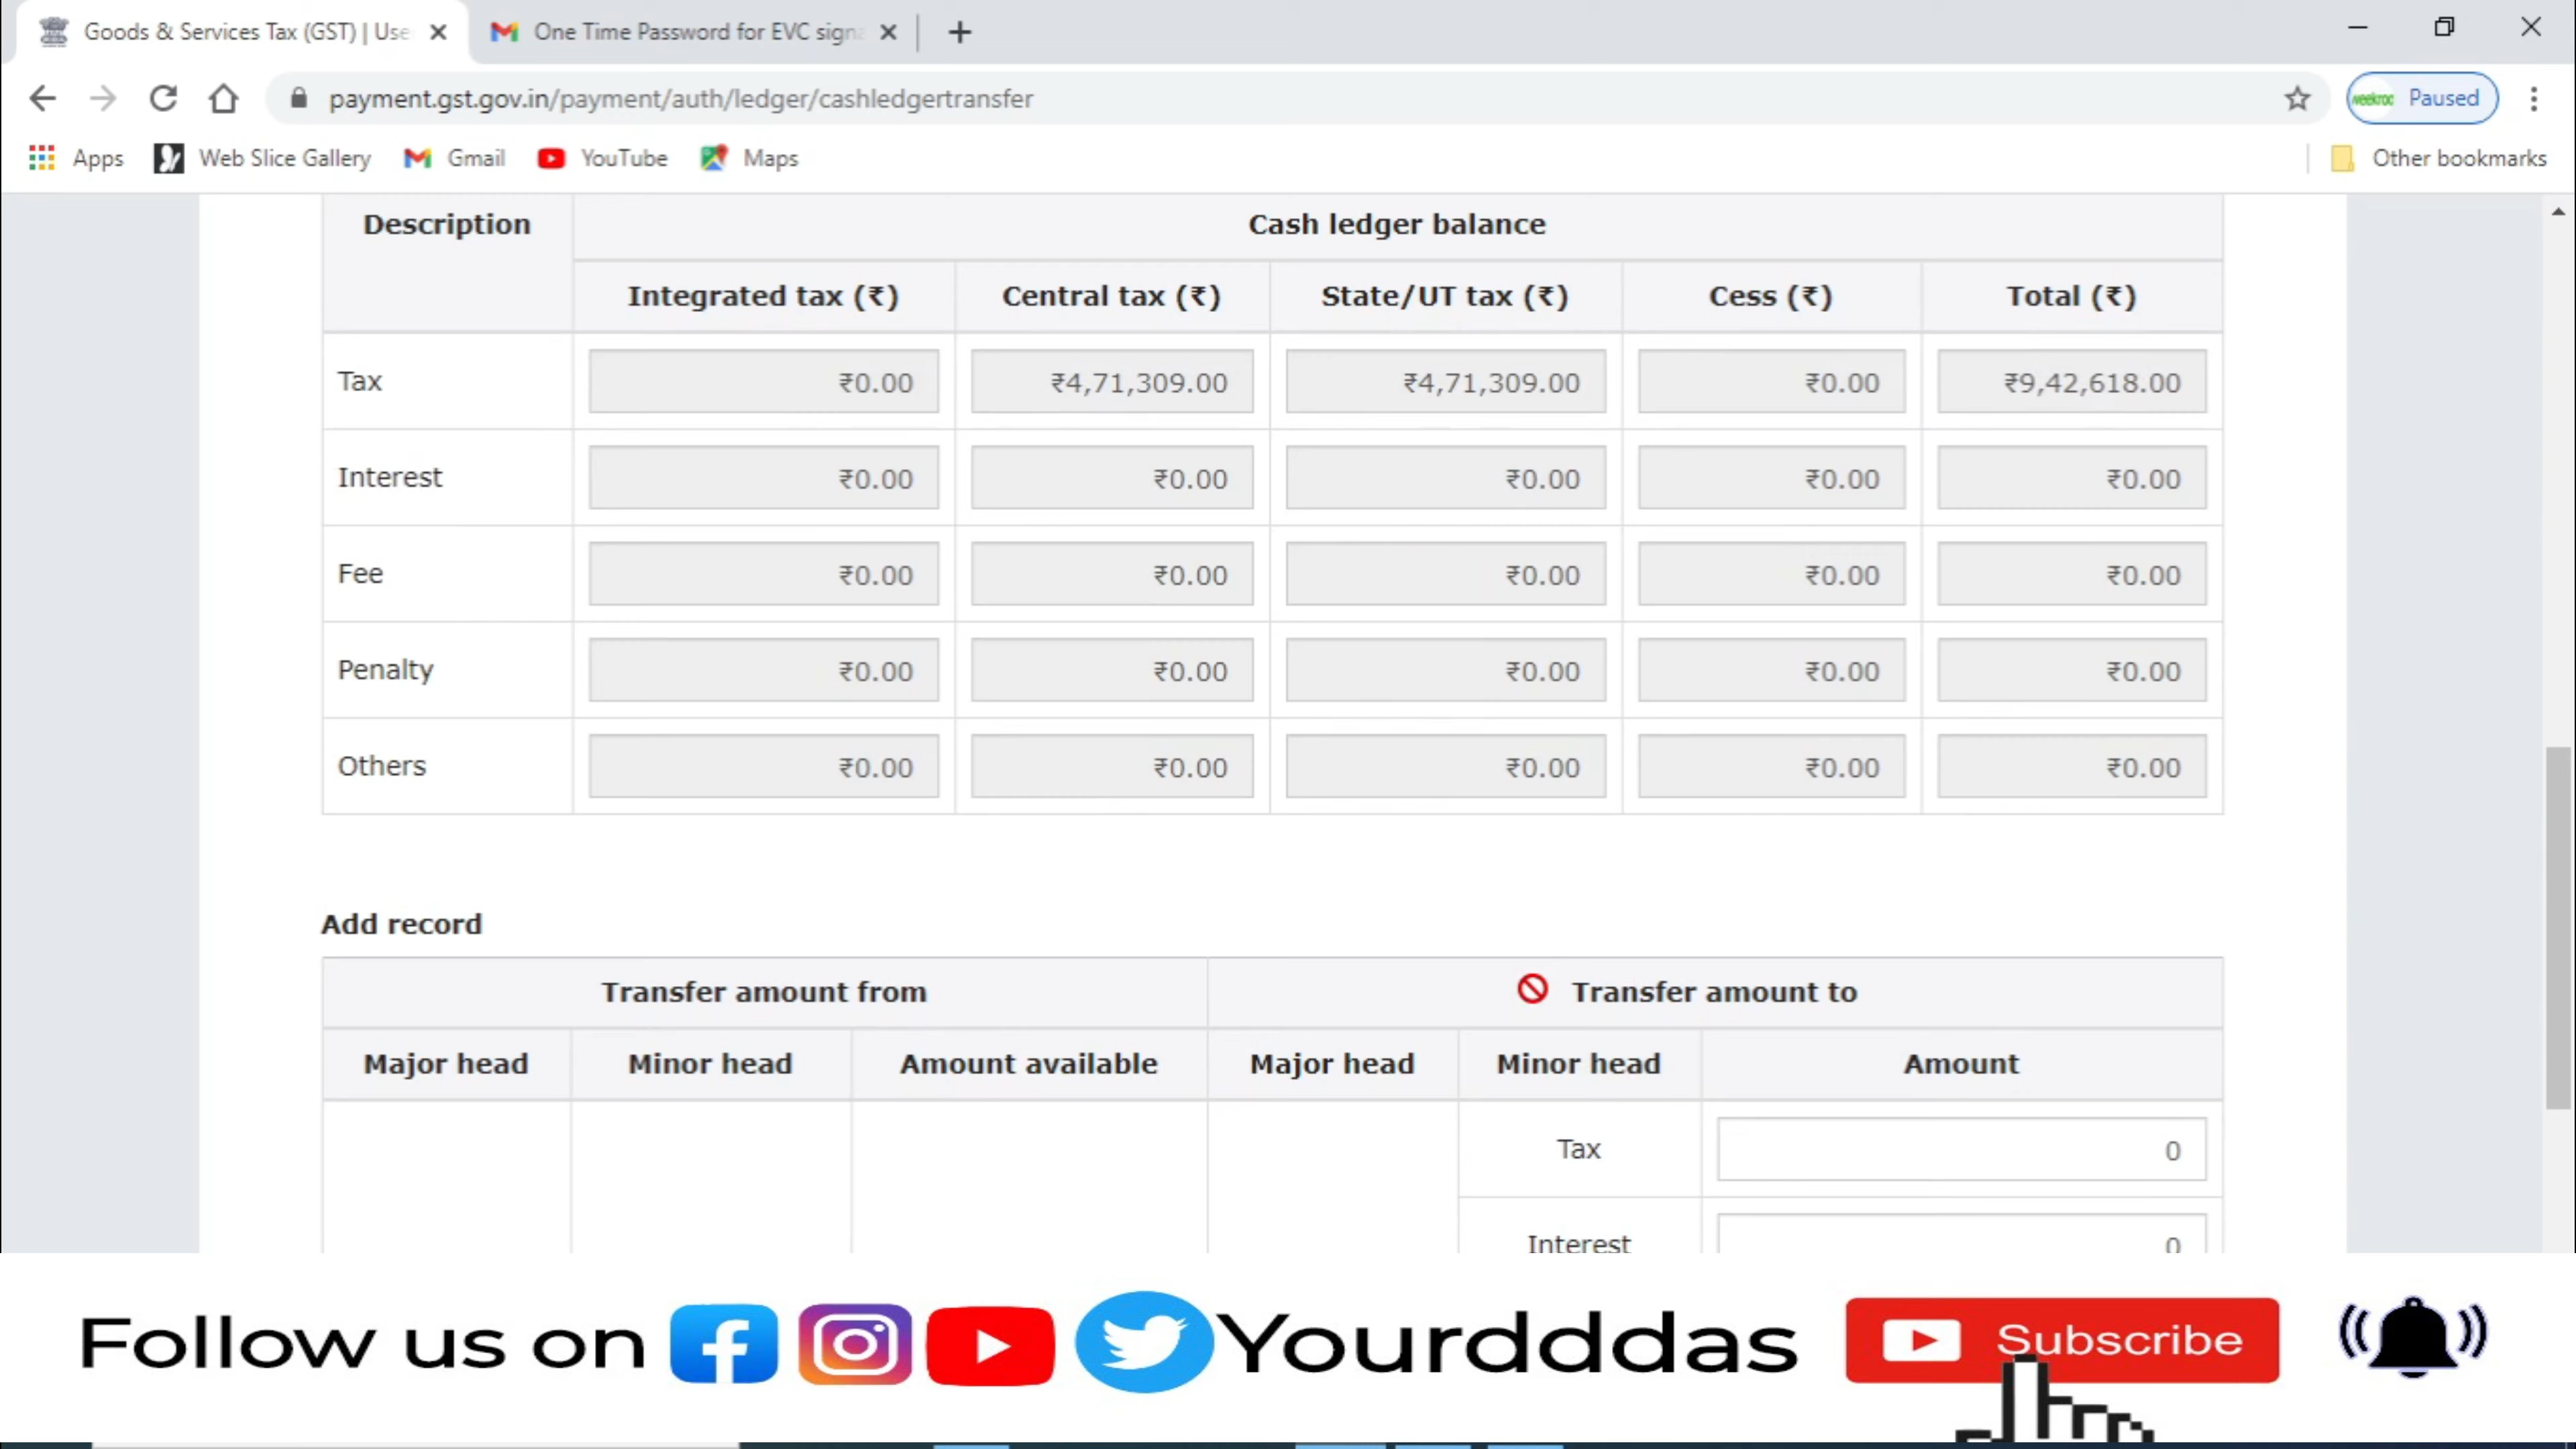 Goods & Services Tax (GST) | Use
One Time Password for EVC signa
payment.gst.gov.in/payment/auth/ledger/cashledgertransfer
Paused
Apps Web Slice Gallery Gmail YouTube Maps Other bookmarks
Description Cash ledger balance
Integrated tax (₹) Central tax (₹) State/UT tax (₹) Cess (₹) Total (₹)
Tax ₹0.00 ₹4,71,309.00 ₹4,71,309.00 ₹0.00 ₹9,42,618.00
Interest ₹0.00 ₹0.00 ₹0.00 ₹0.00 ₹0.00
Fee ₹0.00 ₹0.00 ₹0.00 ₹0.00 ₹0.00
Penalty ₹0.00 ₹0.00 ₹0.00 ₹0.00 ₹0.00
Others ₹0.00 ₹0.00 ₹0.00 ₹0.00 ₹0.00
Add record
Transfer amount from Transfer amount to
Major head Minor head Amount available Major head Minor head Amount
Tax 0
Interest 0
Follow us on Yourdddas Subscribe